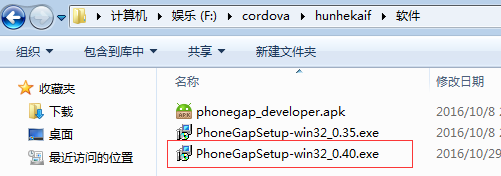 计算机 ▸ 娱乐 (F:) ▸ cordova ▸ hunhekaif ▸ 软件
组织 包含到库中 共享 新建文件夹
收藏夹
下载
桌面
最近访问的位置
名称 修改日期
phonegap_developer.apk 2016/10/8
PhoneGapSetup-win32_0.35.exe 2016/10/8
PhoneGapSetup-win32_0.40.exe 2016/10/29